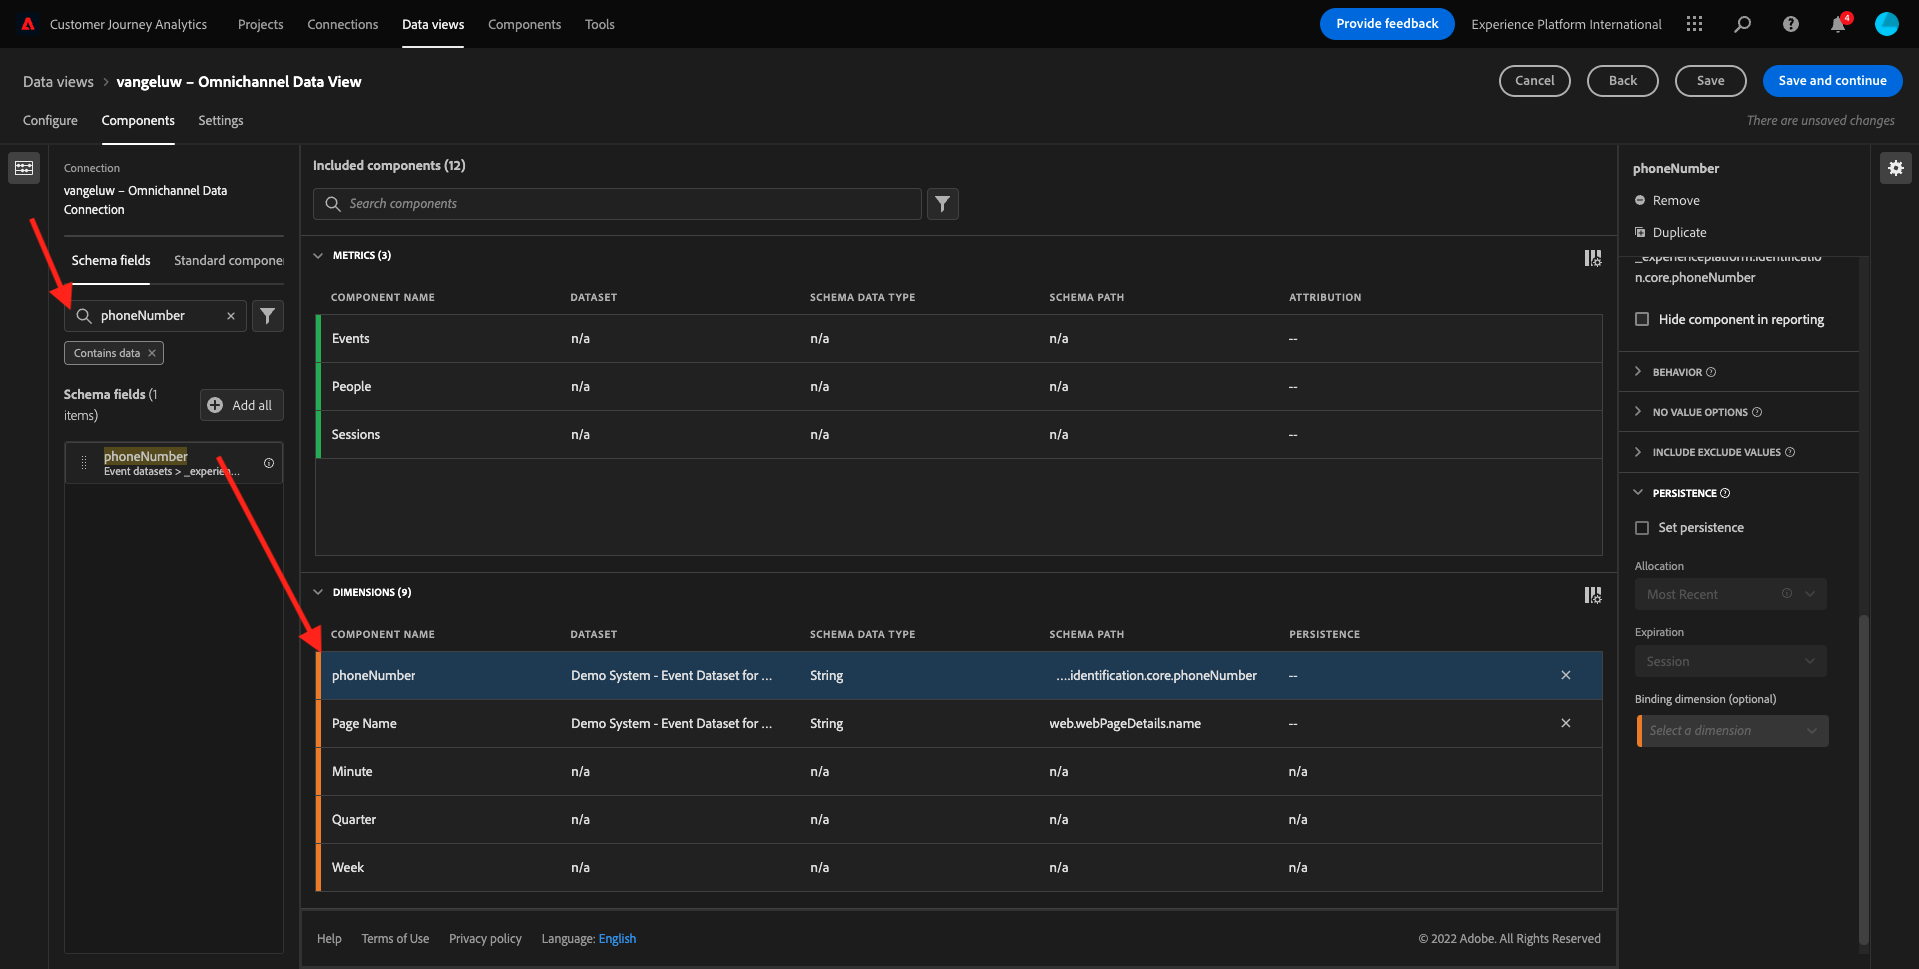 Customer Journey Analytics Projects Connections Data views Components Tools Provide feedback Experience Platform International 4
Data views > vangeluw – Omnichannel Data View Cancel Back Save Save and continue
Configure Components Settings There are unsaved changes
Connection
vangeluw – Omnichannel Data
Connection
Schema fields Standard compone
phoneNumber
Contains data
Schema fields (1
items)
Add all
phoneNumber
Event datasets > _experien...
Included components (12)
Search components
METRICS (3)
COMPONENT NAME DATASET SCHEMA DATA TYPE SCHEMA PATH ATTRIBUTION
Events n/a n/a n/a --
People n/a n/a n/a --
Sessions n/a n/a n/a --
DIMENSIONS (9)
COMPONENT NAME DATASET SCHEMA DATA TYPE SCHEMA PATH PERSISTENCE
phoneNumber Demo System - Event Dataset for ... String ....identification.core.phoneNumber --
Page Name Demo System - Event Dataset for ... String web.webPageDetails.name --
Minute n/a n/a n/a n/a
Quarter n/a n/a n/a n/a
Week n/a n/a n/a n/a
Help Terms of Use Privacy policy Language: English © 2022 Adobe. All Rights Reserved
phoneNumber
Remove
Duplicate
_experienceplatform.identificatio
n.core.phoneNumber
Hide component in reporting
BEHAVIOR
NO VALUE OPTIONS
INCLUDE EXCLUDE VALUES
PERSISTENCE
Set persistence
Allocation
Most Recent
Expiration
Session
Binding dimension (optional)
Select a dimension